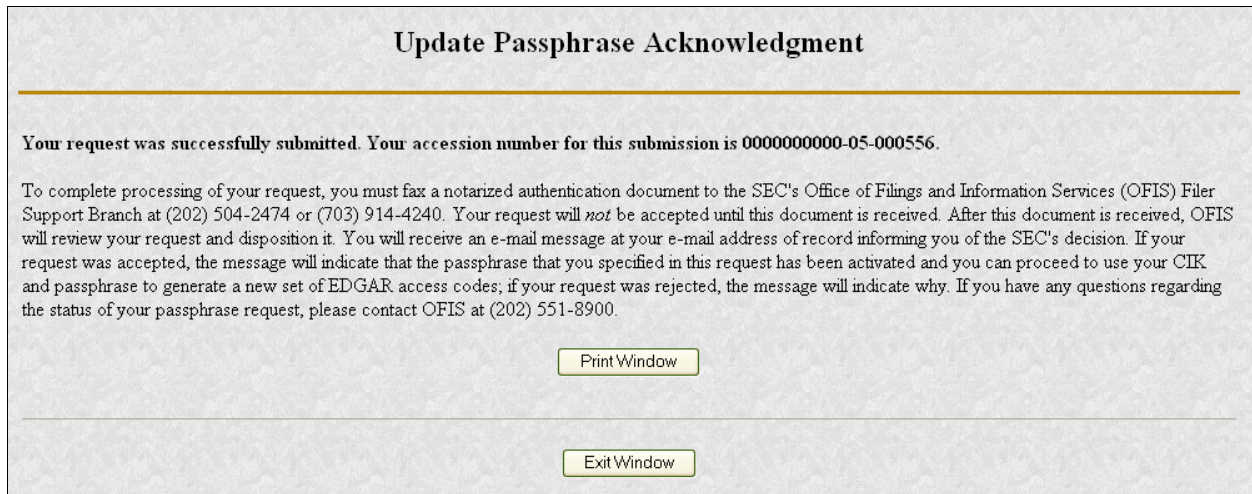 Update Passphrase Acknowledgment
Your request was successfully submitted. Your accession number for this submission is 0000000000-05-000556.
To complete processing of your request, you must fax a notarized authentication document to the SEC's Office of Filings and Information Services (OFIS) Filer
Support Branch at (202) 504-2474 or (703) 914-4240. Your request will not be accepted until this document is received. After this document is received, OFIS
will review your request and disposition it. You will receive an e-mail message at your e-mail address of record informing you of the SEC's decision. If your
request was accepted, the message will indicate that the passphrase that you specified in this request has been activated and you can proceed to use your CIK
and passphrase to generate a new set of EDGAR access codes; if your request was rejected, the message will indicate why. If you have any questions regarding
the status of your passphrase request, please contact OFIS at (202) 551-8900.
Print Window
Exit Window